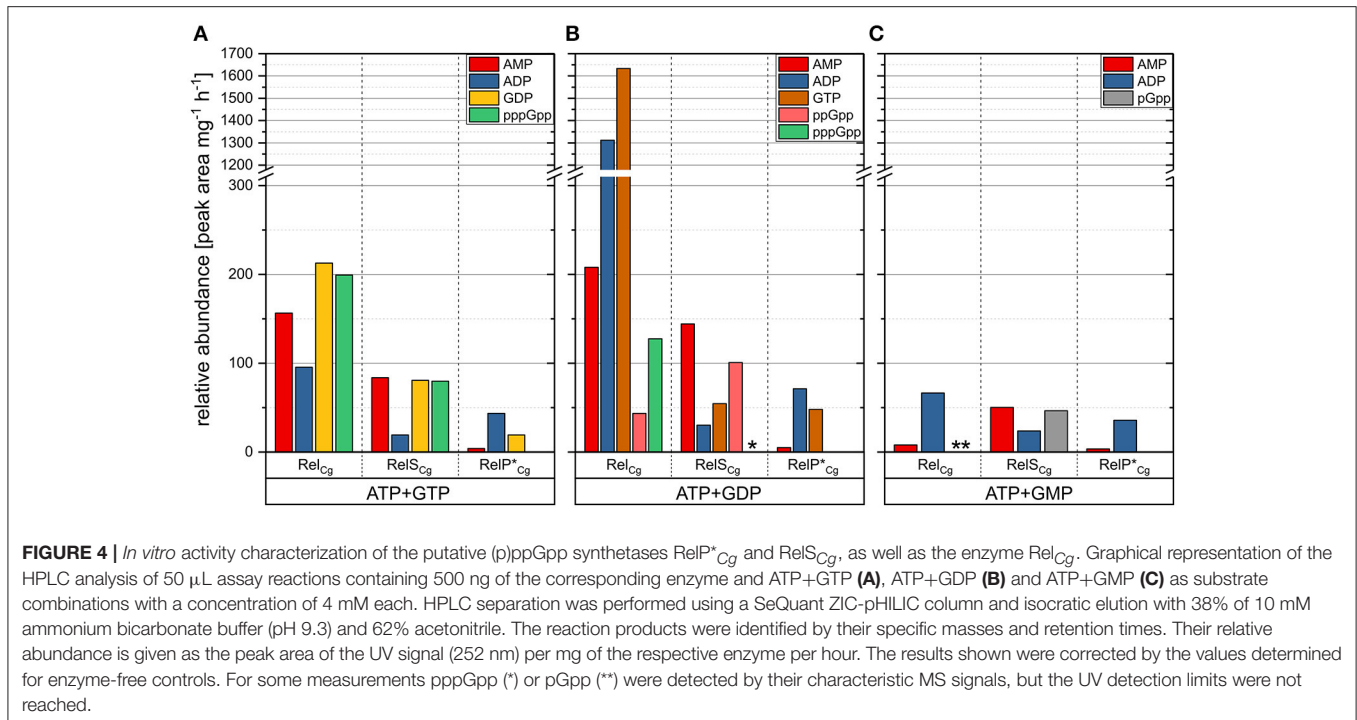 A
B
C
relative abundance [peak area mg⁻¹ h⁻¹]
1700
1600
1500
1400
1300
1200
300
200
100
0
AMP
ADP
GDP
pppGpp
AMP
ADP
GTP
ppGpp
pppGpp
AMP
ADP
pGpp
*
**
Rel_Cg RelS_Cg RelP*_Cg
Rel_Cg RelS_Cg RelP*_Cg
Rel_Cg RelS_Cg RelP*_Cg
ATP+GTP
ATP+GDP
ATP+GMP
FIGURE 4 | In vitro activity characterization of the putative (p)ppGpp synthetases RelP*Cg and RelSCg, as well as the enzyme RelCg. Graphical representation of the
HPLC analysis of 50 μL assay reactions containing 500 ng of the corresponding enzyme and ATP+GTP (A), ATP+GDP (B) and ATP+GMP (C) as substrate
combinations with a concentration of 4 mM each. HPLC separation was performed using a SeQuant ZIC-pHILIC column and isocratic elution with 38% of 10 mM
ammonium bicarbonate buffer (pH 9.3) and 62% acetonitrile. The reaction products were identified by their specific masses and retention times. Their relative
abundance is given as the peak area of the UV signal (252 nm) per mg of the respective enzyme per hour. The results shown were corrected by the values determined
for enzyme-free controls. For some measurements pppGpp (*) or pGpp (**) were detected by their characteristic MS signals, but the UV detection limits were not
reached.